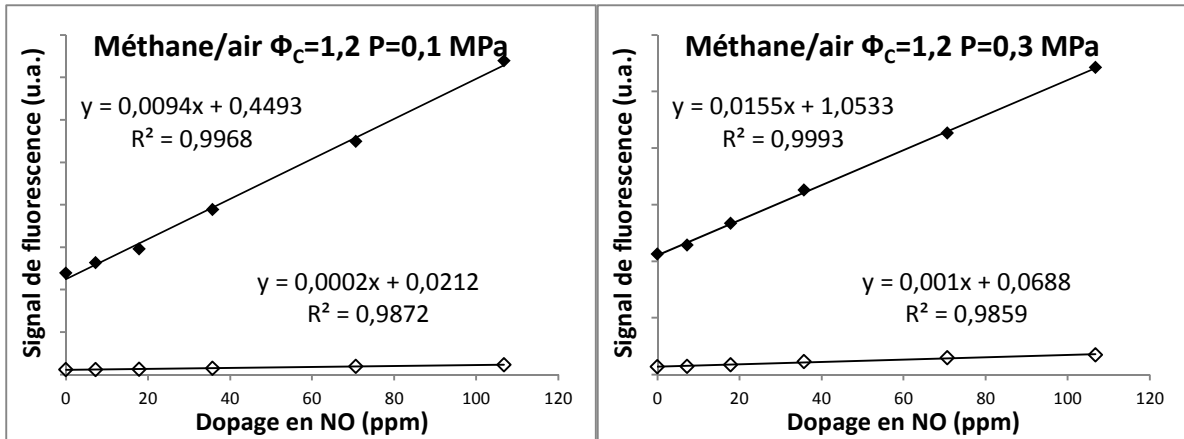 Méthane/air ΦC=1,2 P=0,1 MPa
Signal de fluorescence (u.a.)
y = 0,0094x + 0,4493
R² = 0,9968
y = 0,0002x + 0,0212
R² = 0,9872
0 20 40 60 80 100 120
Dopage en NO (ppm)
Méthane/air ΦC=1,2 P=0,3 MPa
Signal de fluorescence (u.a.)
y = 0,0155x + 1,0533
R² = 0,9993
y = 0,001x + 0,0688
R² = 0,9859
0 20 40 60 80 100 120
Dopage en NO (ppm)